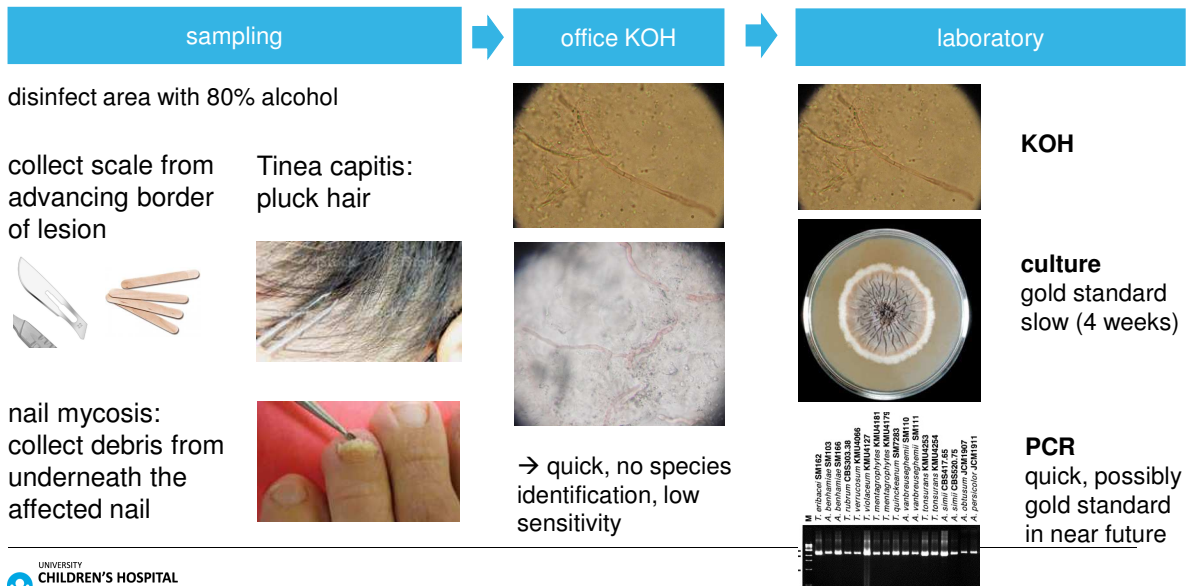 sampling
office KOH
laboratory
disinfect area with 80% alcohol
collect scale from
advancing border
of lesion
Tinea capitis:
pluck hair
nail mycosis:
collect debris from
underneath the
affected nail
→ quick, no species
identification, low
sensitivity
KOH
culture
gold standard
slow (4 weeks)
PCR
quick, possibly
gold standard
in near future
M
T. eribacei SM162
A. benhamiae SM103
A. benhamiae SM166
T. rubrum CBS303.38
T. verrucosum KMU4066
T. violaceum KMU4127
T. mentagrophytes KMU4181
T. mentagrophytes KMU4179
T. quinckeanum SM7283
A. vanbreuseghemii SM110
A. vanbreuseghemii SM111
T. tonsurans KMU4253
T. tonsurans KMU4254
A. simii CBS417.65
A. simii CBS520.75
A. obtusum JCM1907
A. persicolor JCM1911
UNIVERSITY
CHILDREN'S HOSPITAL